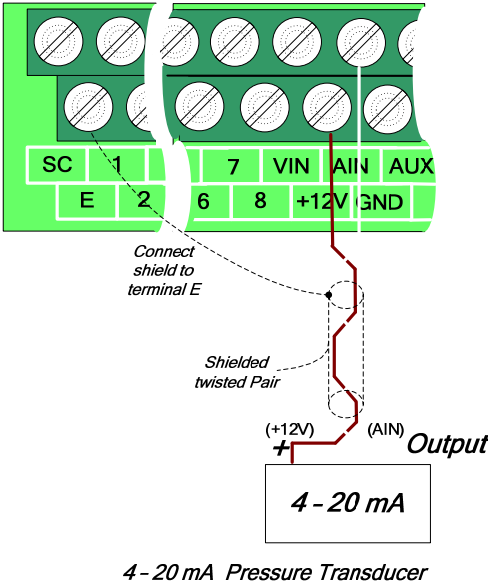 SC 1 7 VIN AIN AUX
E 2 6 8 +12V GND
Connect
shield to
terminal E
Shielded
twisted Pair
(+12V) (AIN) Output
+
4 – 20 mA
4 – 20 mA Pressure Transducer